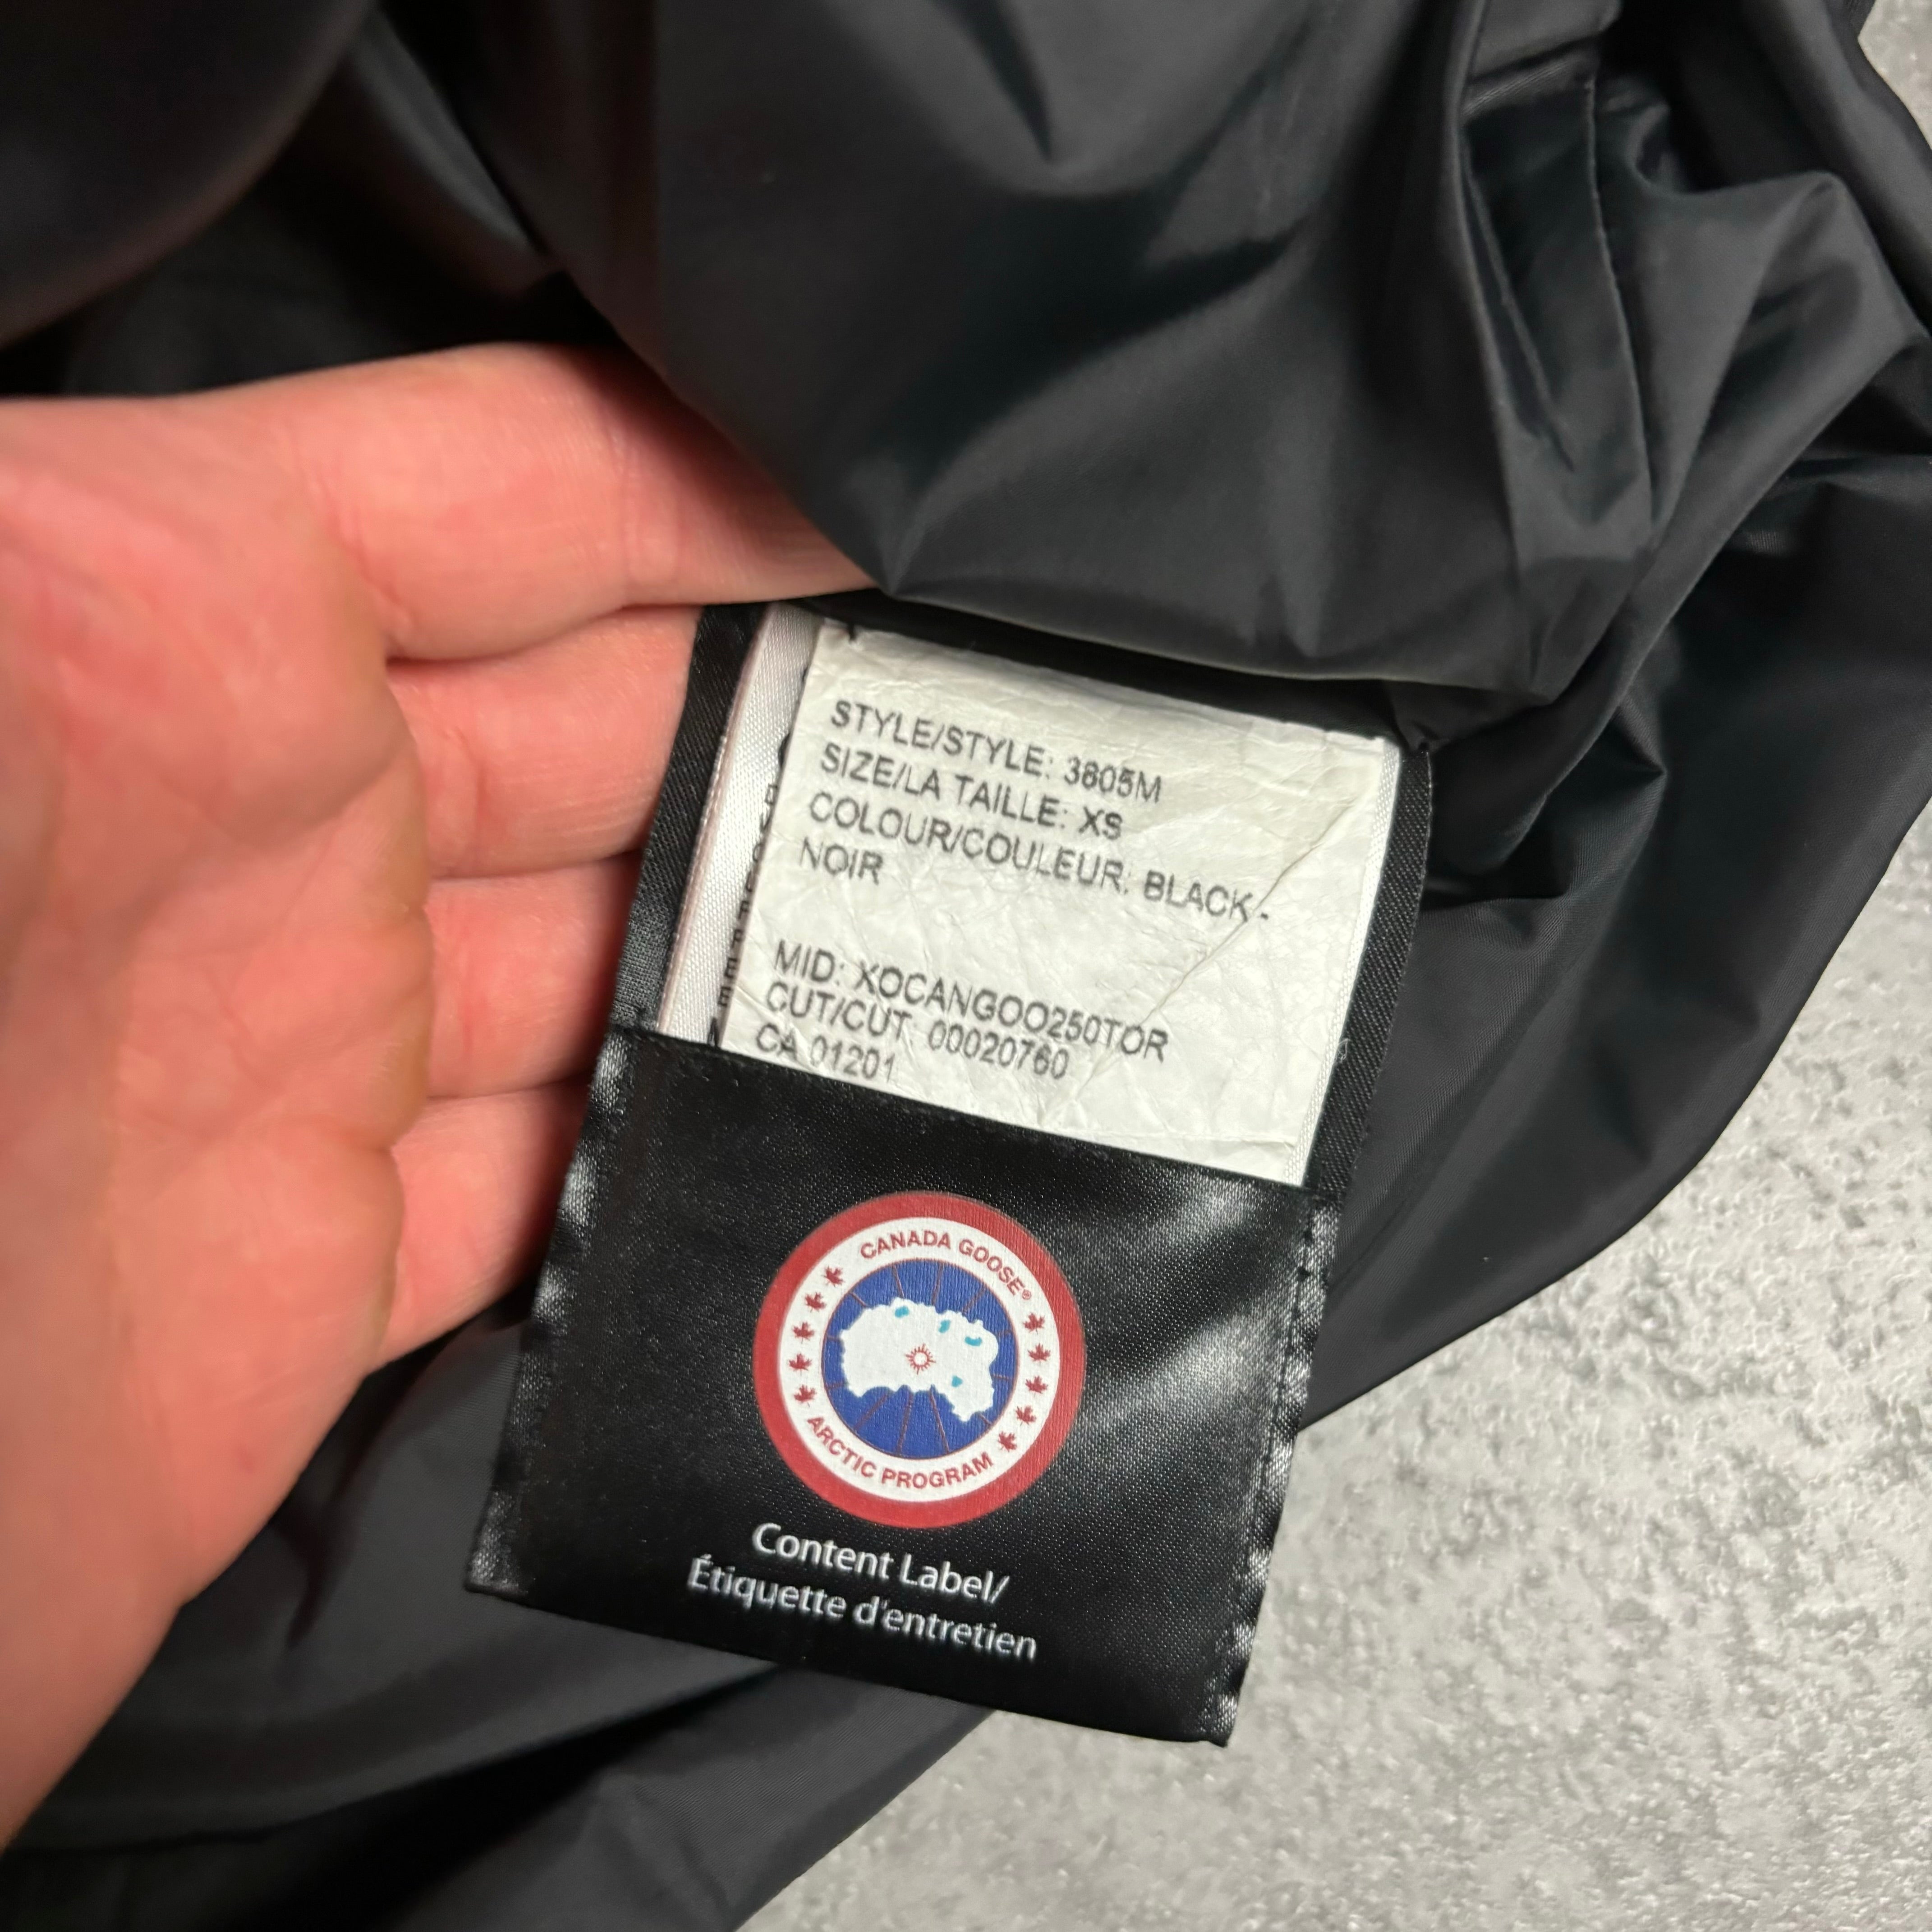 STYLE/STYLE: 3805M
SIZE/LA TAILLE: XS
COLOUR/COULEUR: BLACK -
NOIR
MID: XOCANGOO250TOR
CUT/CUT: 00020760
CA 01201
CANADA GOOSE®
ARCTIC PROGRAM
Content Label/
Étiquette d'entretien